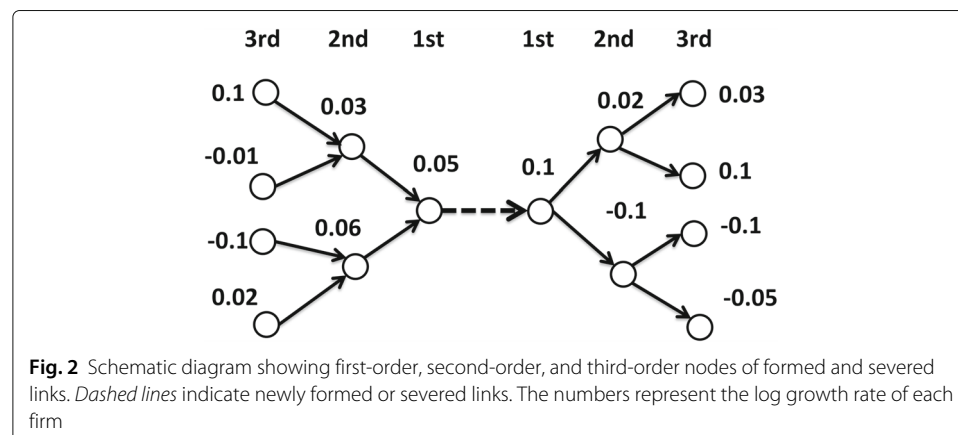 3rd 2nd 1st 1st 2nd 3rd
0.1 0.03 0.02 0.03
-0.01 0.05 0.1 0.1
-0.1 0.06 -0.1 -0.1
0.02 -0.05
Fig. 2 Schematic diagram showing first-order, second-order, and third-order nodes of formed and severed
links. Dashed lines indicate newly formed or severed links. The numbers represent the log growth rate of each
firm